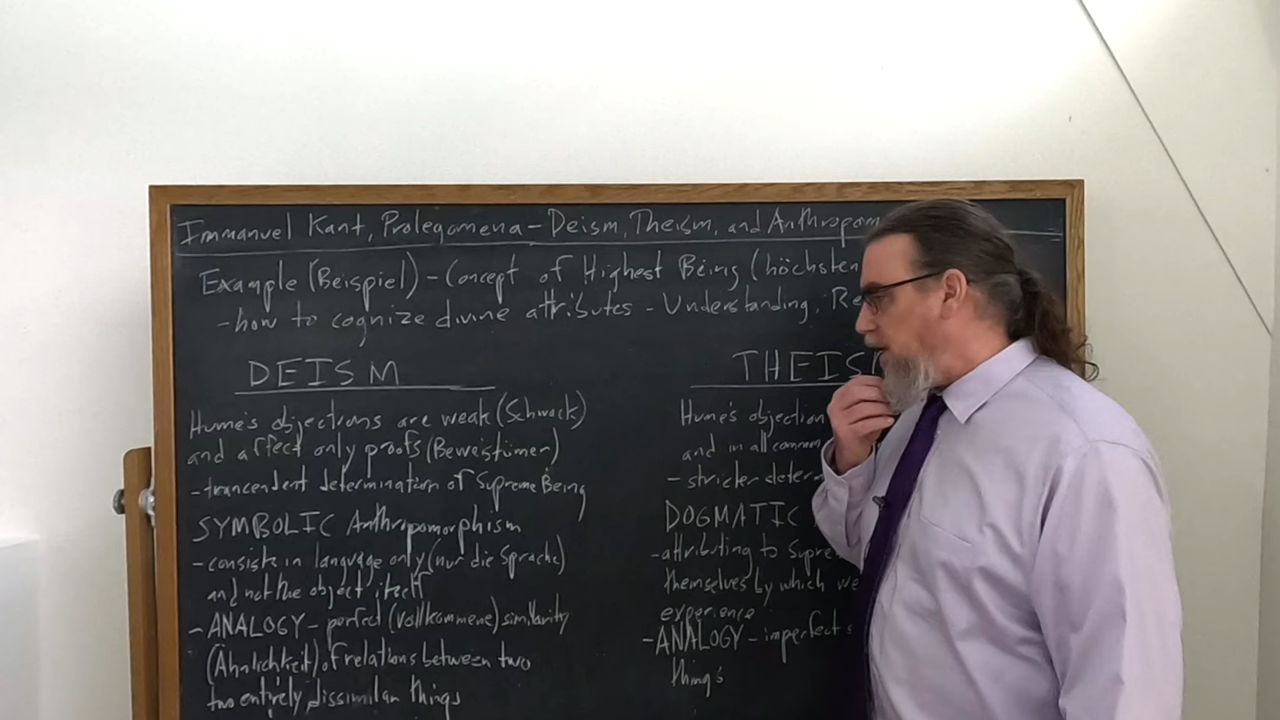 Immanuel Kant, Prolegomena - Deism, Theism, and Anthropom
Example (Beispiel) - Concept of Highest Being (höchsten
- how to cognize divine attributes - Understanding, Re
DEISM
Hume's objections are weak (Schwack)
and affect only proofs (Beweistümer)
- trancendent determination of Supreme Being
SYMBOLIC Anthropomorphism
- consists in language only (nur die Sprache)
and not the object itself
- ANALOGY - perfect (Vollkommene) similarity
(Ähnlichkeit) of relations between two
two entirely dissimilar things
THEISM
Hume's objection
and in all common
- stricter determ
DOGMATIC
- attributing to Supre
themselves by which we
experience
- ANALOGY - imperfect s
things